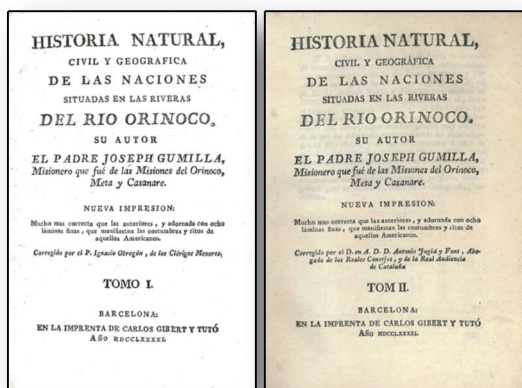 HISTORIA NATURAL,
CIVIL Y GEOGRAFICA
DE LAS NACIONES
SITUADAS EN LAS RIVERAS
DEL RIO ORINOCO.
SU AUTOR
EL PADRE JOSEPH GUMILLA,
Misionero que fué de las Misiones del Orinoco,
Meta y Casanare.
NUEVA IMPRESION:
Mucho mas correcta que las anteriores, y adornada con ocho
láminas finas, que manifiestan las costumbres y ritos de
aquellos Americanos.
Corregido por el P. Ignacio Obregón, de los Clérigos Menores.
TOMO I.
BARCELONA:
EN LA IMPRENTA DE CARLOS GIBERT Y TUTÓ
AÑO MDCCLXXXXI.
HISTORIA NATURAL,
CIVIL Y GEOGRÁFICA
DE LAS NACIONES
SITUADAS EN LAS RIVERAS
DEL RIO ORINOCO.
SU AUTOR
EL PADRE JOSEPH GUMILLA,
Misionero que fué de las Missones del Orinoco,
Meta y Casanare.
NUEVA IMPRESION:
Mucho mas correcta que las anteriores, y adornada con ocho
láminas finas, que manifiestan las costumbres y ritos de
aquellos Americanos.
Corregido por el D. en A. D. D. Antonio Juglá y Font, Abo-
gado de los Reales Consejos, y de la Real Audiencia
de Cataluña
TOM II.
BARCELONA:
EN LA IMPRENTA DE CARLOS GIBERT Y TUTÓ
AÑO MDCCLXXXXI.